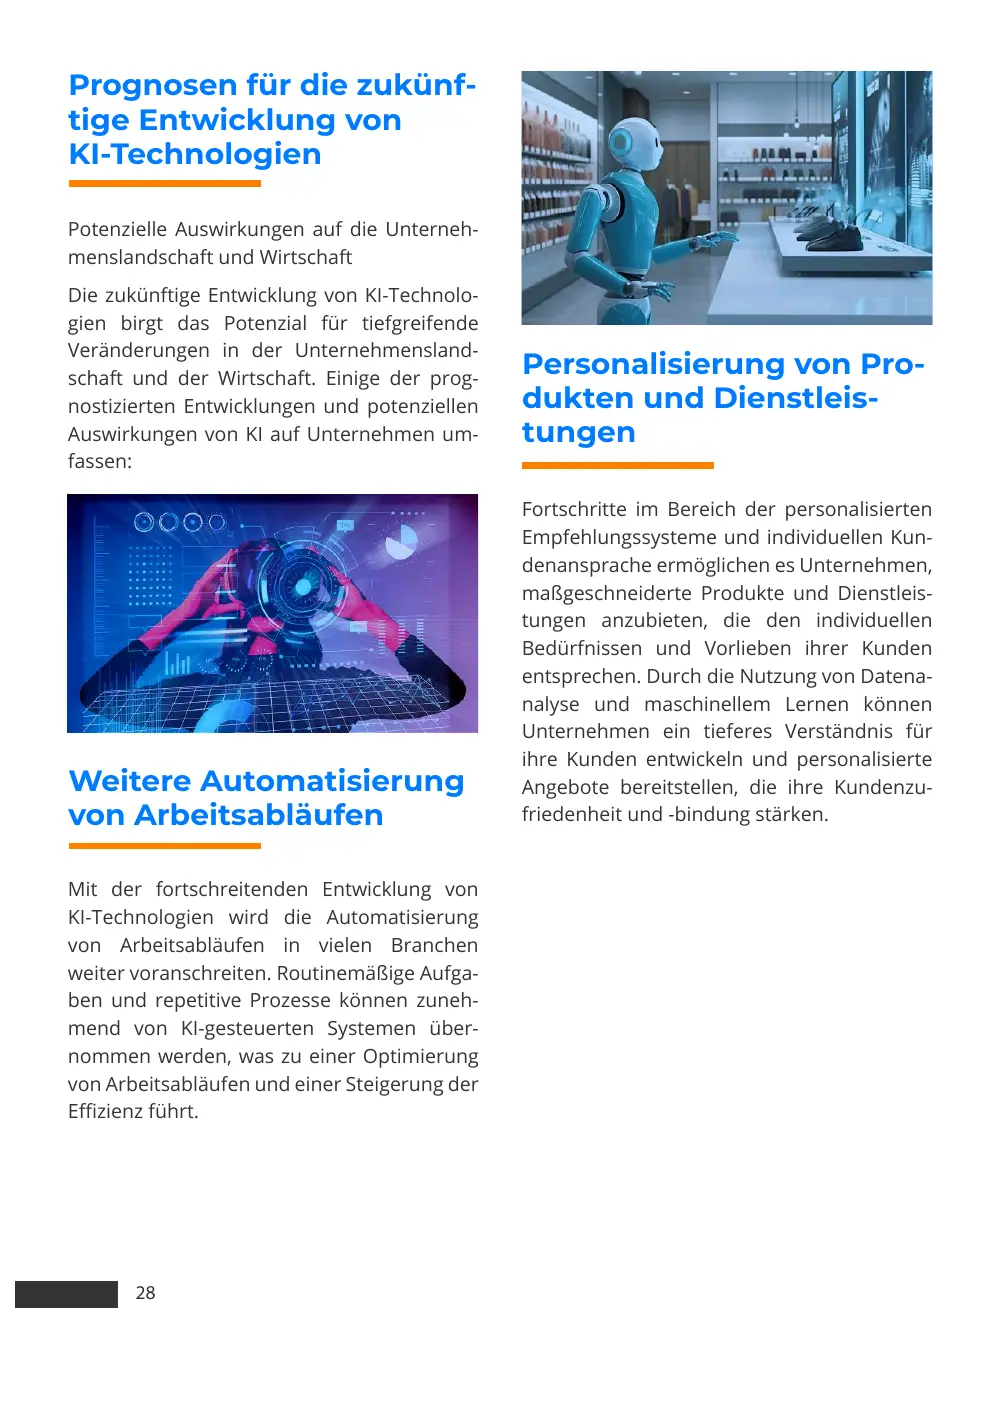 Prognosen für die zukünf-
tige Entwicklung von
KI-Technologien
Potenzielle Auswirkungen auf die Unterneh-
menslandschaft und Wirtschaft
Die zukünftige Entwicklung von KI-Technolo-
gien birgt das Potenzial für tiefgreifende
Veränderungen in der Unternehmensland-
schaft und der Wirtschaft. Einige der prog-
nostizierten Entwicklungen und potenziellen
Auswirkungen von KI auf Unternehmen um-
fassen:
Weitere Automatisierung
von Arbeitsabläufen
Mit der fortschreitenden Entwicklung von
KI-Technologien wird die Automatisierung
von Arbeitsabläufen in vielen Branchen
weiter voranschreiten. Routinemäßige Aufga-
ben und repetitive Prozesse können zuneh-
mend von KI-gesteuerten Systemen über-
nommen werden, was zu einer Optimierung
von Arbeitsabläufen und einer Steigerung der
Effizienz führt.
Personalisierung von Pro-
dukten und Dienstleis-
tungen
Fortschritte im Bereich der personalisierten
Empfehlungssysteme und individuellen Kun-
denansprache ermöglichen es Unternehmen,
maßgeschneiderte Produkte und Dienstleis-
tungen anzubieten, die den individuellen
Bedürfnissen und Vorlieben ihrer Kunden
entsprechen. Durch die Nutzung von Datena-
nalyse und maschinellem Lernen können
Unternehmen ein tieferes Verständnis für
ihre Kunden entwickeln und personalisierte
Angebote bereitstellen, die ihre Kundenzu-
friedenheit und -bindung stärken.
28